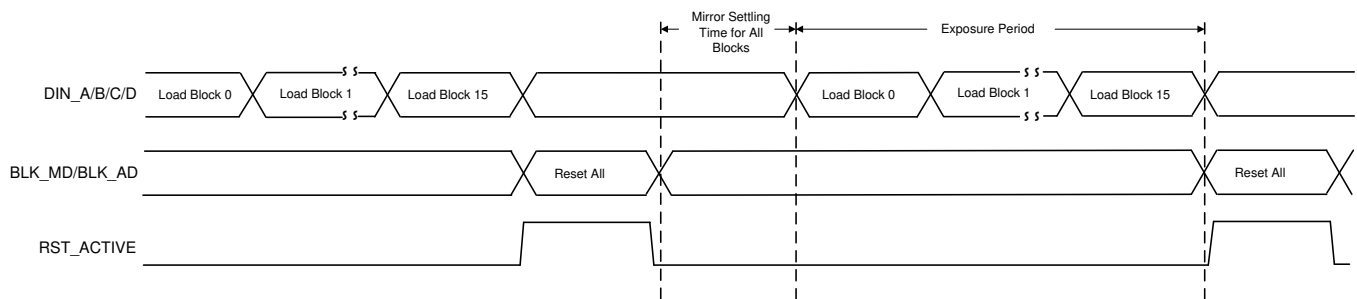 Mirror Settling
Time for All
Blocks
Exposure Period
DIN_A/B/C/D
Load Block 0
Load Block 1
Load Block 15
Load Block 0
Load Block 1
Load Block 15
BLK_MD/BLK_AD
Reset All
Reset All
RST_ACTIVE